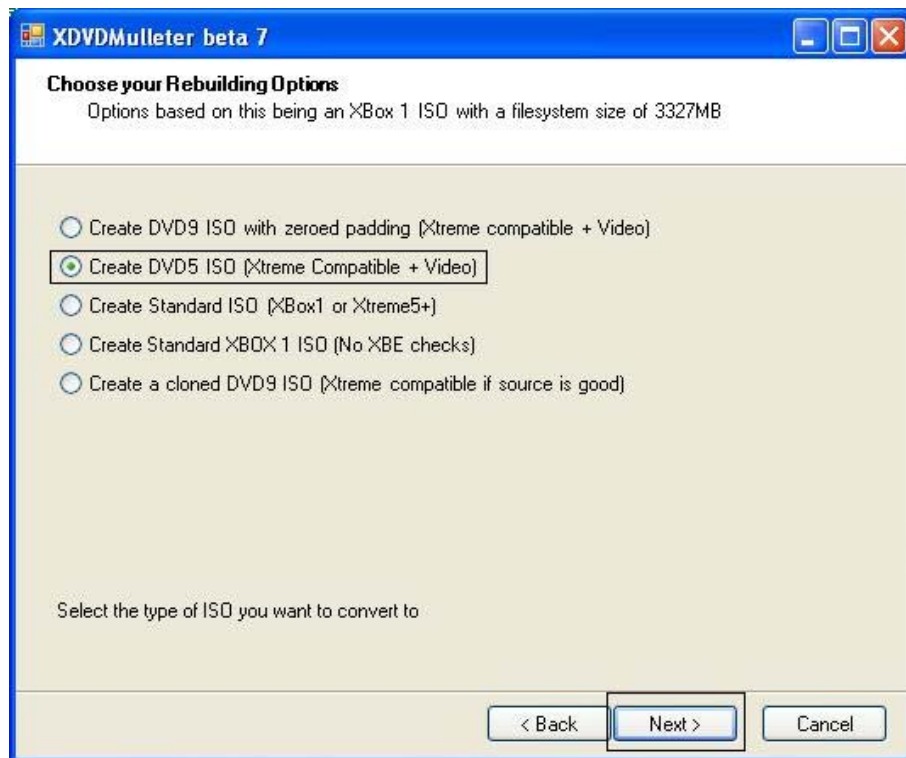 XDVDMulleter beta 7
Choose your Rebuilding Options
Options based on this being an XBox 1 ISO with a filesystem size of 3327MB
Create DVD9 ISO with zeroed padding (Xtreme compatible + Video)
Create DVD5 ISO (Xtreme Compatible + Video)
Create Standard ISO (XBox1 or Xtreme5+)
Create Standard XBOX 1 ISO (No XBE checks)
Create a cloned DVD9 ISO (Xtreme compatible if source is good)
Select the type of ISO you want to convert to
< Back
Next >
Cancel